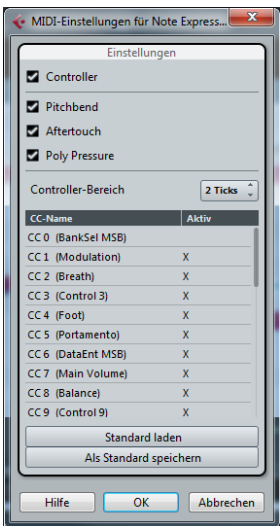 MIDI-Einstellungen für Note Express...
Einstellungen
Controller
Pitchbend
Aftertouch
Poly Pressure
Controller-Bereich 2 Ticks
CC-Name Aktiv
CC 0 (BankSel MSB)
CC 1 (Modulation) X
CC 2 (Breath) X
CC 3 (Control 3) X
CC 4 (Foot) X
CC 5 (Portamento) X
CC 6 (DataEnt MSB)
CC 7 (Main Volume) X
CC 8 (Balance) X
CC 9 (Control 9) X
Standard laden
Als Standard speichern
Hilfe OK Abbrechen